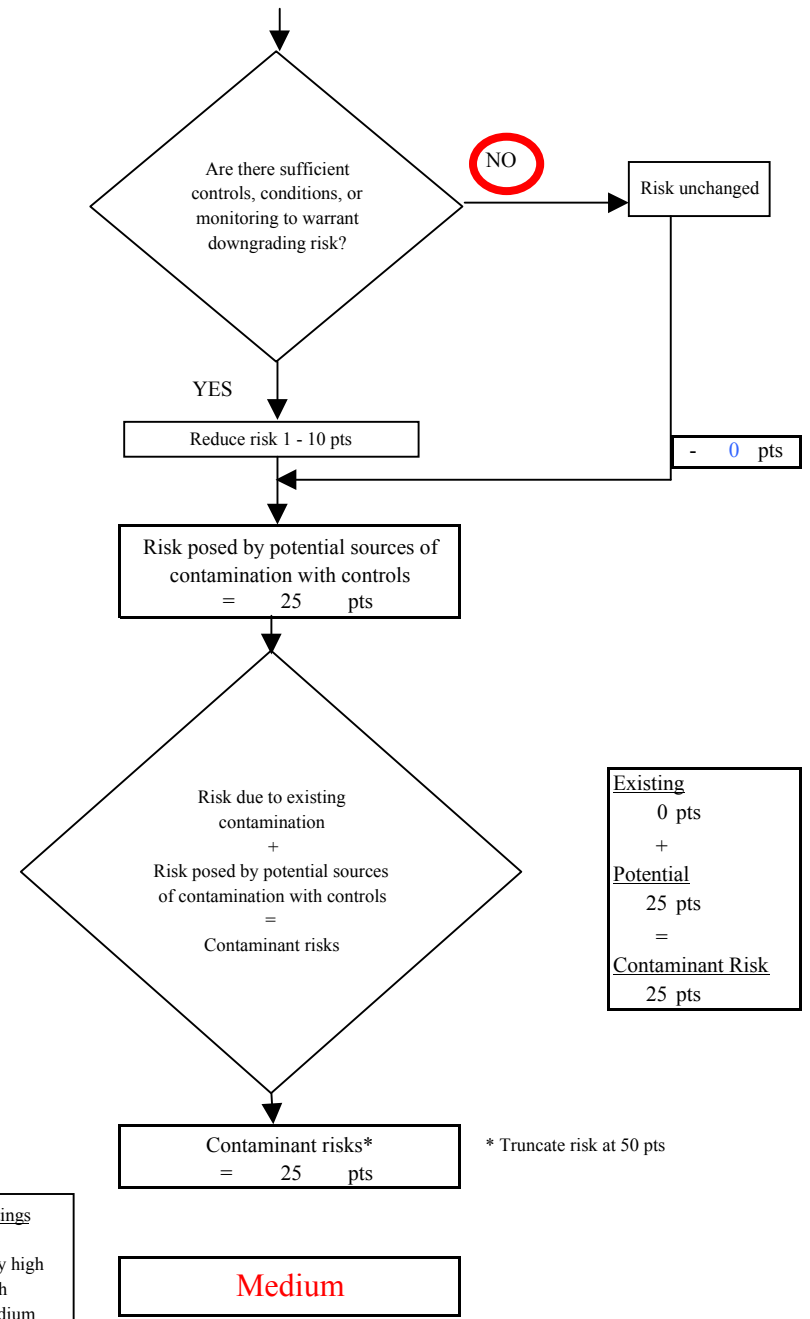 Are there sufficient
controls, conditions, or
monitoring to warrant
downgrading risk?
NO
Risk unchanged
YES
Reduce risk 1 - 10 pts
- 0 pts
Risk posed by potential sources of
contamination with controls
= 25 pts
Risk due to existing
contamination
+
Risk posed by potential sources
of contamination with controls
=
Contaminant risks
Existing
0 pts
+
Potential
25 pts
=
Contaminant Risk
25 pts
Contaminant risks*
= 25 pts
* Truncate risk at 50 pts
high
Medium